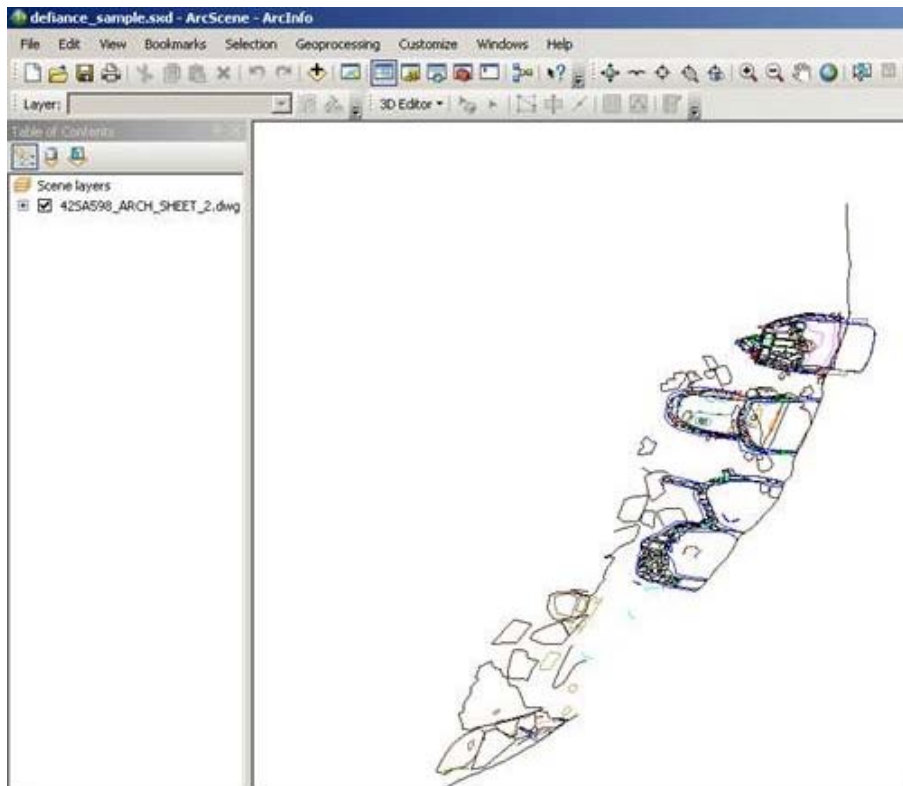 defiance_sample.sxd - ArcScene - ArcInfo
File Edit View Bookmarks Selection Geoprocessing Customize Windows Help
Layer:
3D Editor
Table of Contents
Scene layers
42SA598_ARCH_SHEET_2.dwg